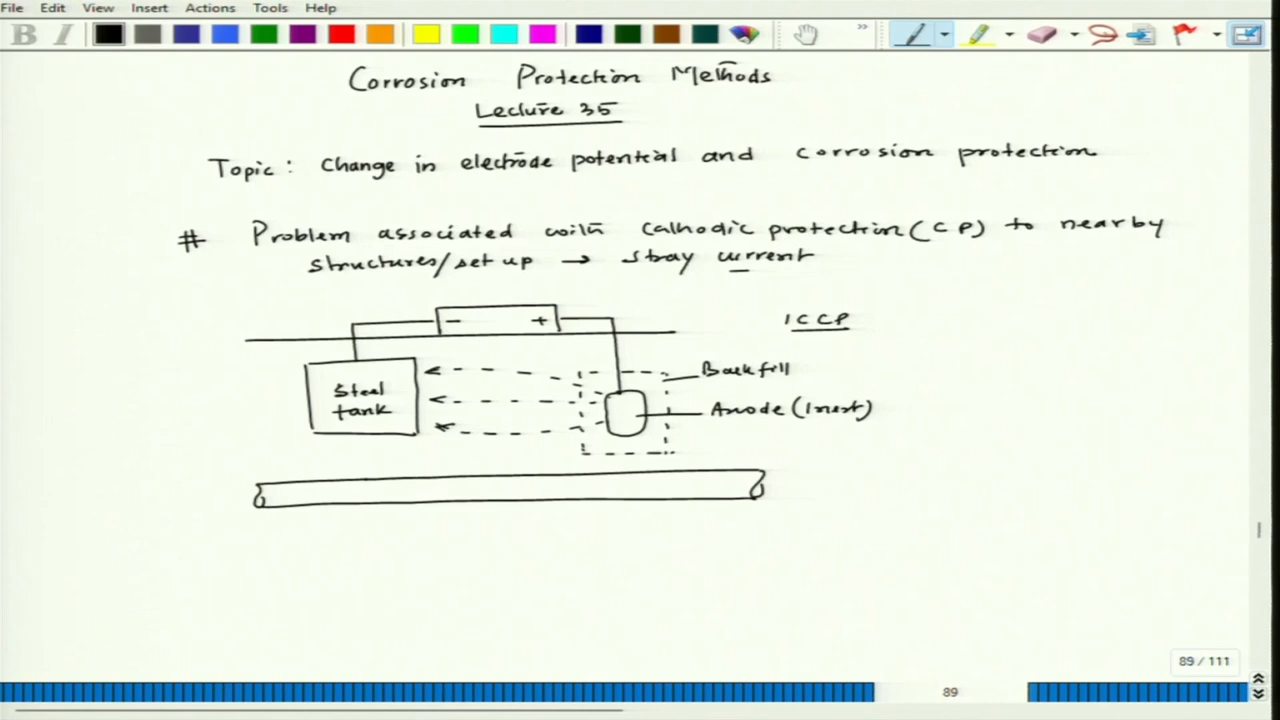 File Edit View Insert Actions Tools Help
B I
Corrosion Protection Methods
Lecture 35
Topic: Change in electrode potential and corrosion protection
# Problem associated with Cathodic protection (CP) to nearby
structures/set up → stray current
- +
ICCP
Steel
tank
Backfill
Anode (Inert)
89 / 111
89